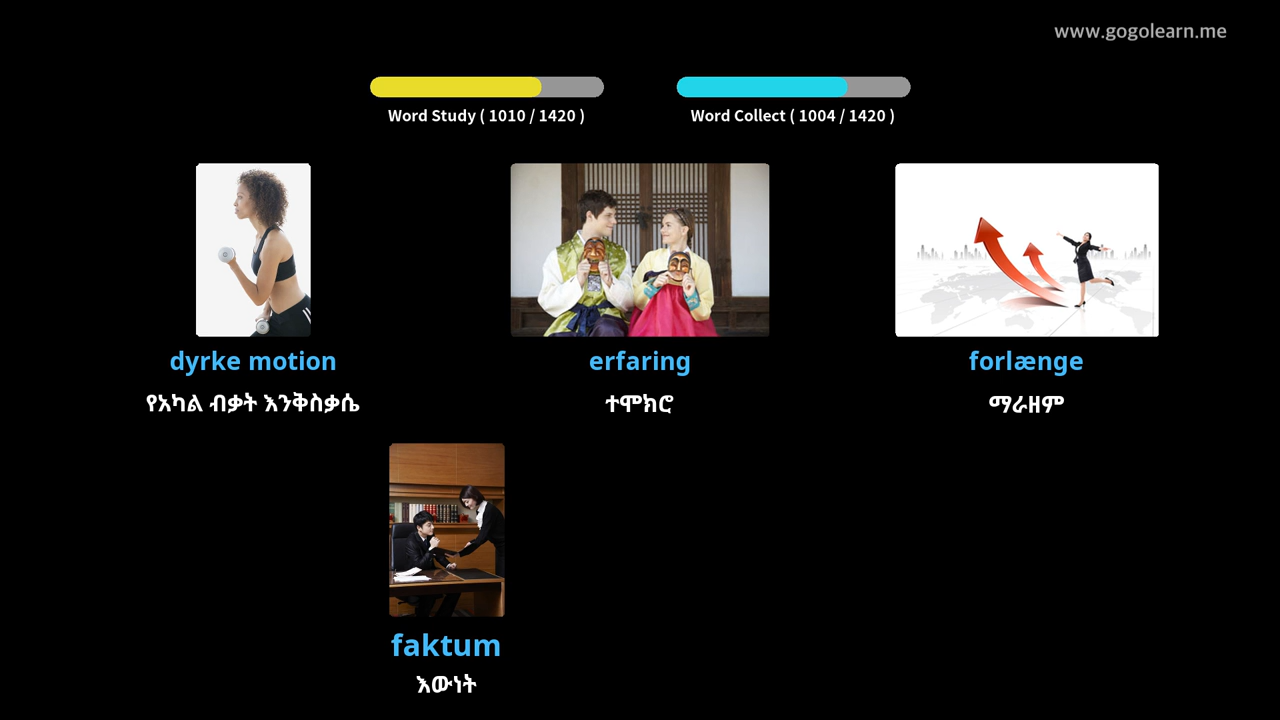 www.gogolearn.me
Word Study ( 1010 / 1420 )
Word Collect ( 1004 / 1420 )
dyrke motion
erfaring
forlænge
የአካል ብቃት እንቅስቃሴ
ተሞክሮ
ማራዘም
faktum
እውነት